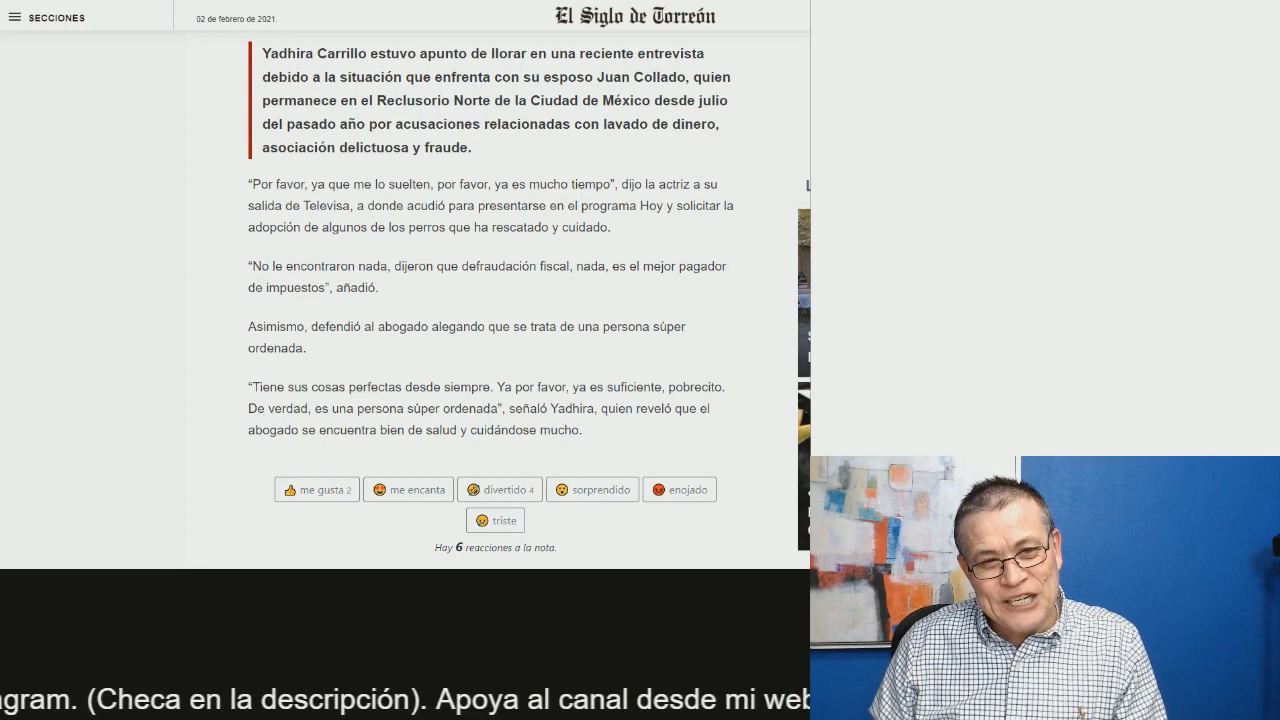 SECCIONES
02 de febrero de 2021.
El Siglo de Torreón
Yadhira Carrillo estuvo apunto de llorar en una reciente entrevista
debido a la situación que enfrenta con su esposo Juan Collado, quien
permanece en el Reclusorio Norte de la Ciudad de México desde julio
del pasado año por acusaciones relacionadas con lavado de dinero,
asociación delictuosa y fraude.
“Por favor, ya que me lo suelten, por favor, ya es mucho tiempo”, dijo la actriz a su
salida de Televisa, a donde acudió para presentarse en el programa Hoy y solicitar la
adopción de algunos de los perros que ha rescatado y cuidado.
“No le encontraron nada, dijeron que defraudación fiscal, nada, es el mejor pagador
de impuestos”, añadió.
Asimismo, defendió al abogado alegando que se trata de una persona súper
ordenada.
“Tiene sus cosas perfectas desde siempre. Ya por favor, ya es suficiente, pobrecito.
De verdad, es una persona súper ordenada”, señaló Yadhira, quien reveló que el
abogado se encuentra bien de salud y cuidándose mucho.
me gusta 2 me encanta divertido 4 sorprendido enojado
triste
Hay 6 reacciones a la nota.
agram. (Checa en la descripción). Apoya al canal desde mi web